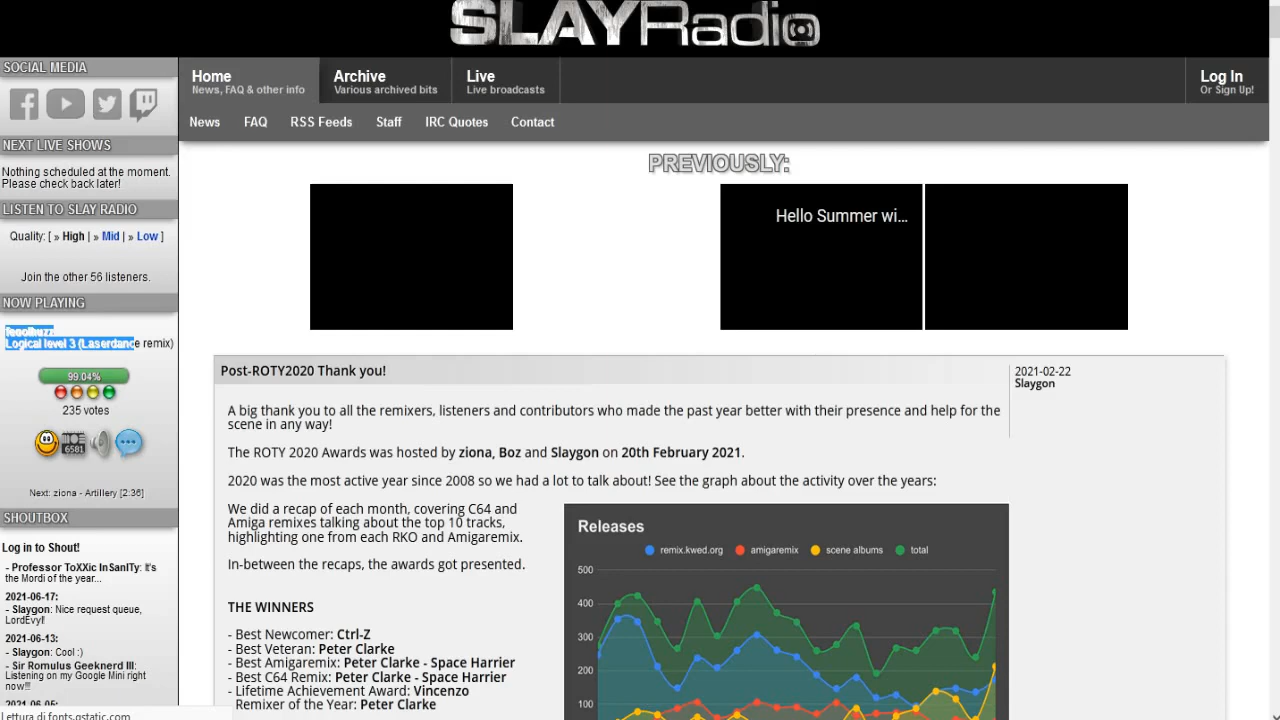 SLAYRadio
SOCIAL MEDIA
NEXT LIVE SHOWS
Nothing scheduled at the moment.
Please check back later!
LISTEN TO SLAY RADIO
Quality: [ » High | » Mid | » Low ]
Join the other 56 listeners.
NOW PLAYING
Logical level 3 (Laserdance remix)
99.04%
235 votes
6581
Next: ziona - Artillery [2:36]
SHOUTBOX
Log in to Shout!
- Professor ToXXic InSanITy: It's
the Mordi of the year...
2021-06-17:
- Slaygon: Nice request queue,
LordEvy!
2021-06-13:
- Slaygon: Cool :)
- Sir Romulus Geeknerd III:
Listening on my Google Mini right
now!!!
2021-06-05:
Lettura di fonts.gstatic.com
Home
News, FAQ & other info
Archive
Various archived bits
Live
Live broadcasts
Log In
Or Sign Up!
News FAQ RSS Feeds Staff IRC Quotes Contact
PREVIOUSLY:
Hello Summer wi...
Post-ROTY2020 Thank you!
2021-02-22
Slaygon
A big thank you to all the remixers, listeners and contributors who made the past year better with their presence and help for the
scene in any way!
The ROTY 2020 Awards was hosted by ziona, Boz and Slaygon on 20th February 2021.
2020 was the most active year since 2008 so we had a lot to talk about! See the graph about the activity over the years:
We did a recap of each month, covering C64 and
Amiga remixes talking about the top 10 tracks,
highlighting one from each RKO and Amigaremix.
In-between the recaps, the awards got presented.
THE WINNERS
- Best Newcomer: Ctrl-Z
- Best Veteran: Peter Clarke
- Best Amigaremix: Peter Clarke - Space Harrier
- Best C64 Remix: Peter Clarke - Space Harrier
- Lifetime Achievement Award: Vincenzo
Remixer of the Year: Peter Clarke
Releases
remix.kwed.org amigaremix scene albums total
500
400
300
200
100